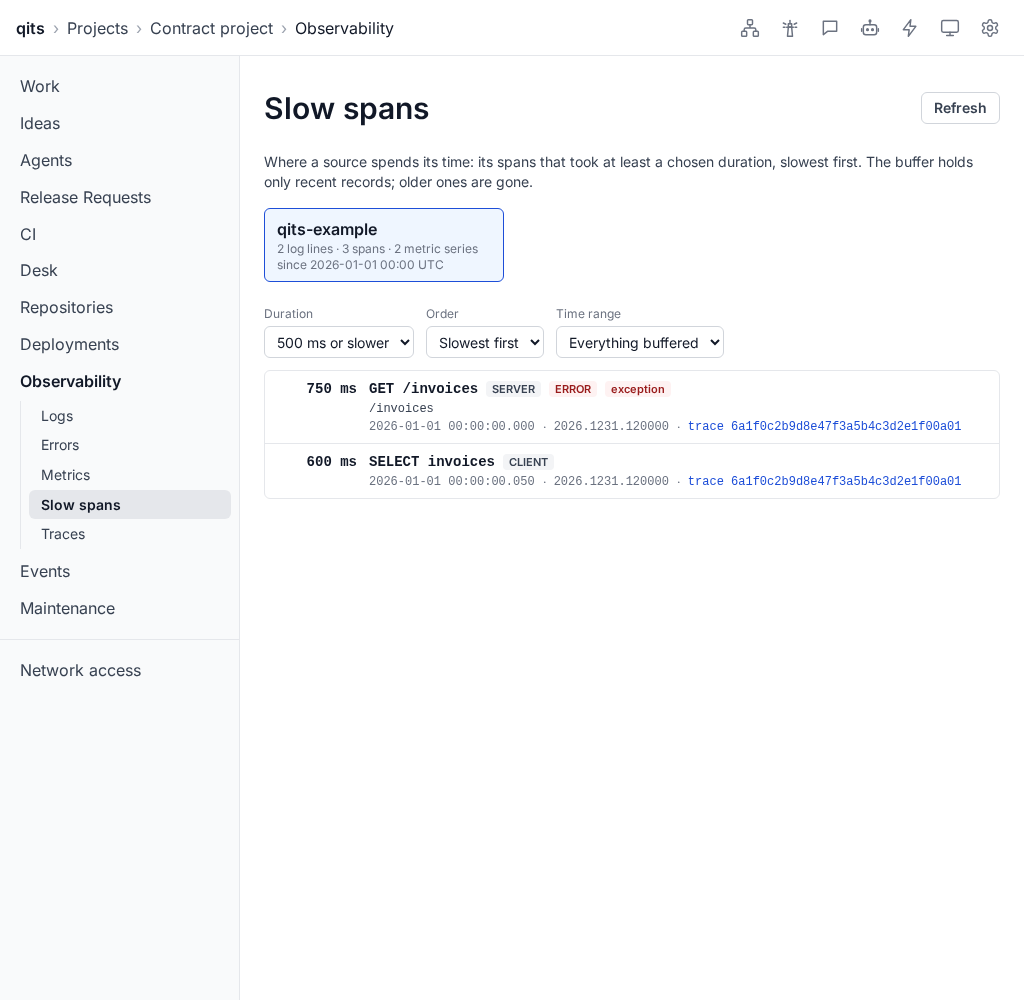 qits › Projects › Contract project › Observability
Work
Ideas
Agents
Release Requests
CI
Desk
Repositories
Deployments
Observability
Logs
Errors
Metrics
Slow spans
Traces
Events
Maintenance
Network access
Slow spans
Refresh
Where a source spends its time: its spans that took at least a chosen duration, slowest first. The buffer holds
only recent records; older ones are gone.
qits-example
2 log lines · 3 spans · 2 metric series
since 2026-01-01 00:00 UTC
Duration Order Time range
500 ms or slower Slowest first Everything buffered
750 ms GET /invoices SERVER ERROR exception
/invoices
2026-01-01 00:00:00.000 · 2026.1231.120000 · trace 6a1f0c2b9d8e47f3a5b4c3d2e1f00a01
600 ms SELECT invoices CLIENT
2026-01-01 00:00:00.050 · 2026.1231.120000 · trace 6a1f0c2b9d8e47f3a5b4c3d2e1f00a01